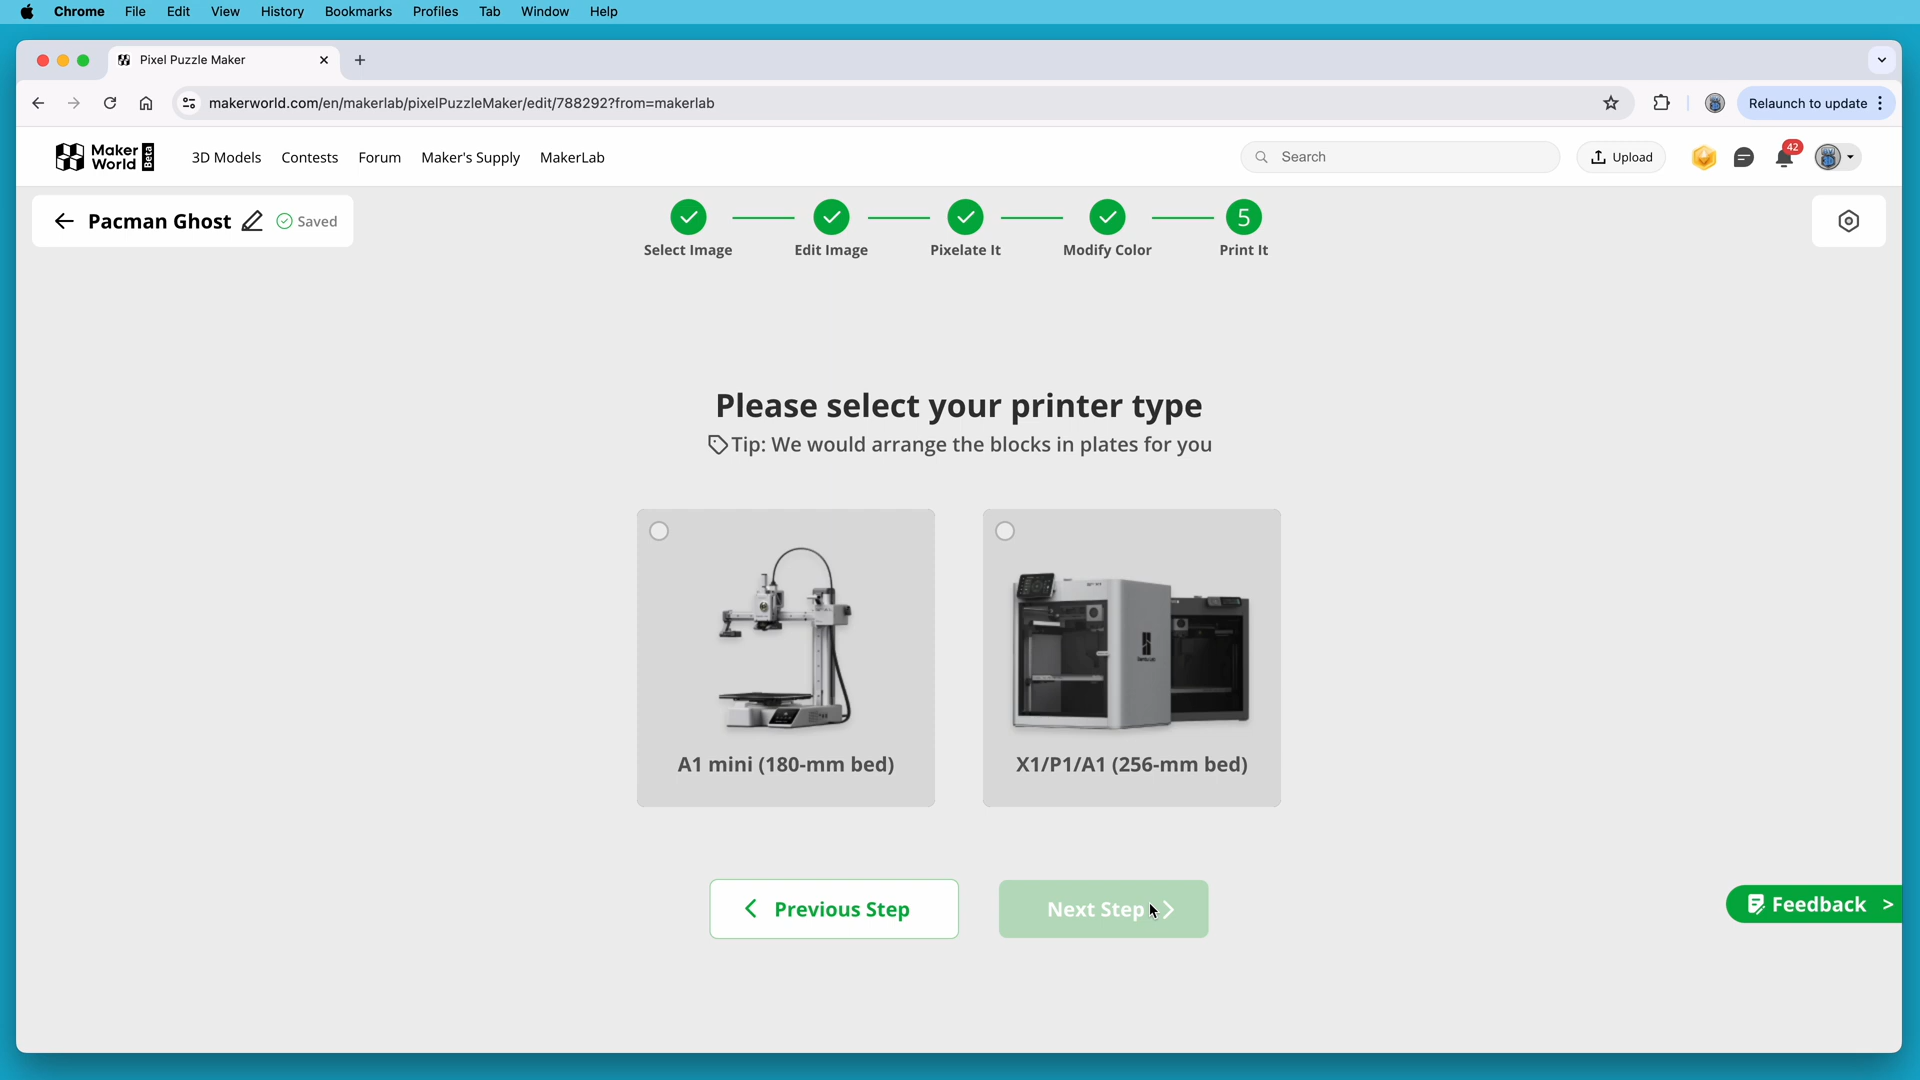 Chrome File Edit View History Bookmarks Profiles Tab Window Help
Pixel Puzzle Maker
makerworld.com/en/makerlab/pixelPuzzleMaker/edit/788292?from=makerlab
Relaunch to update
Maker
World
Beta
3D Models Contests Forum Maker's Supply MakerLab
Search
Upload
42
Pacman Ghost
Saved
5
Select Image Edit Image Pixelate It Modify Color Print It
Please select your printer type
Tip: We would arrange the blocks in plates for you
A1 mini (180-mm bed)
X1/P1/A1 (256-mm bed)
Previous Step
Next Step
Feedback >